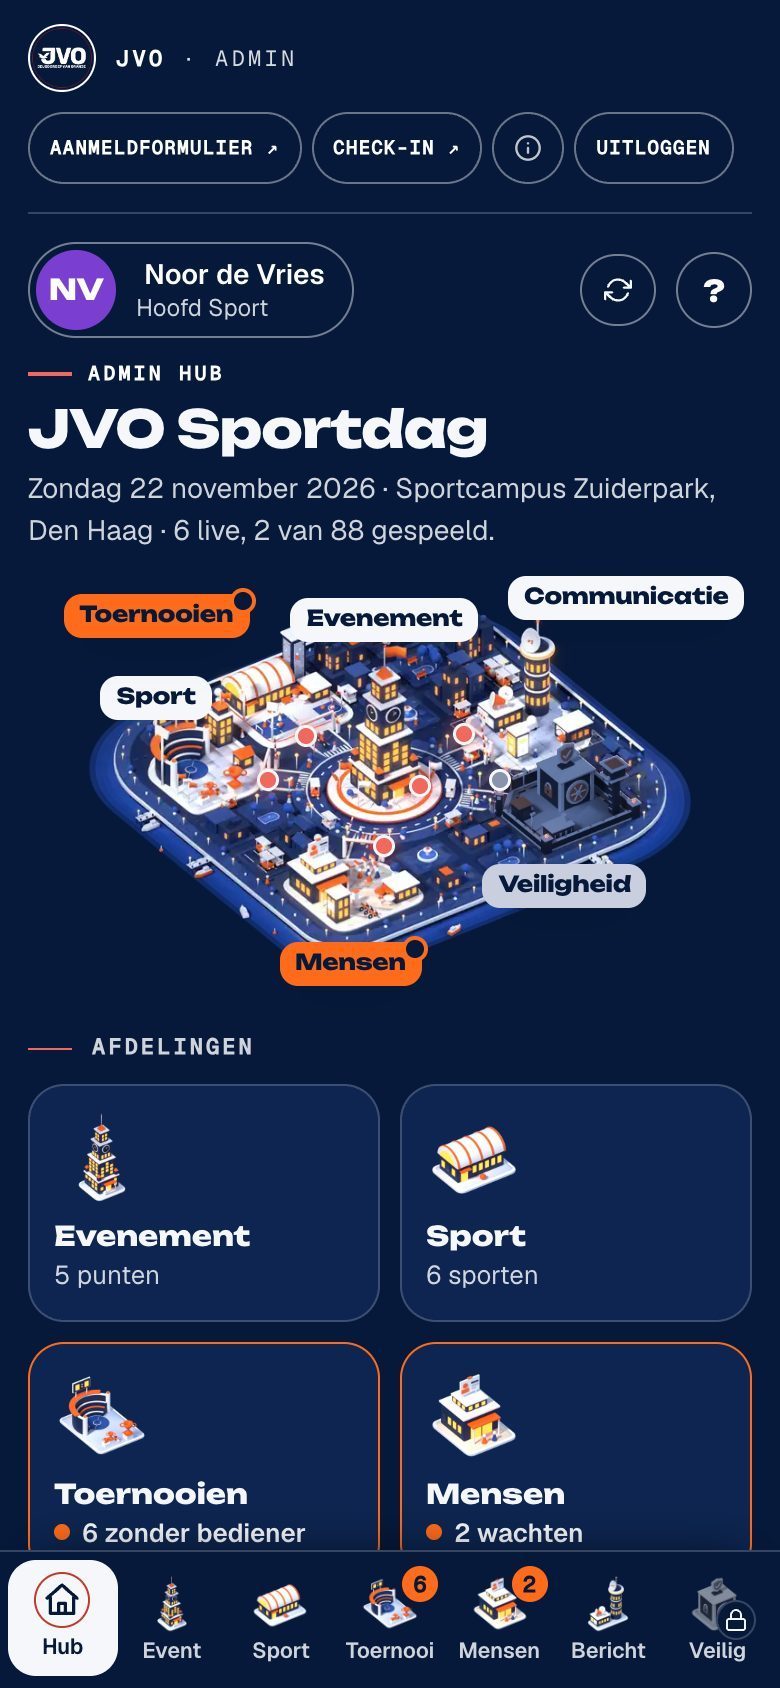 JVO
JVO · ADMIN
AANMELDFORMULIER ↗
CHECK-IN ↗
UITLOGGEN
NV
Noor de Vries
Hoofd Sport
?
ADMIN HUB
JVO Sportdag
Zondag 22 november 2026 · Sportcampus Zuiderpark,
Den Haag · 6 live, 2 van 88 gespeeld.
Toernooien
Evenement
Communicatie
Sport
Veiligheid
Mensen
AFDELINGEN
Evenement
5 punten
Sport
6 sporten
Toernooien
6 zonder bediener
Mensen
2 wachten
6
2
Hub
Event
Sport
Toernooi
Mensen
Bericht
Veilig